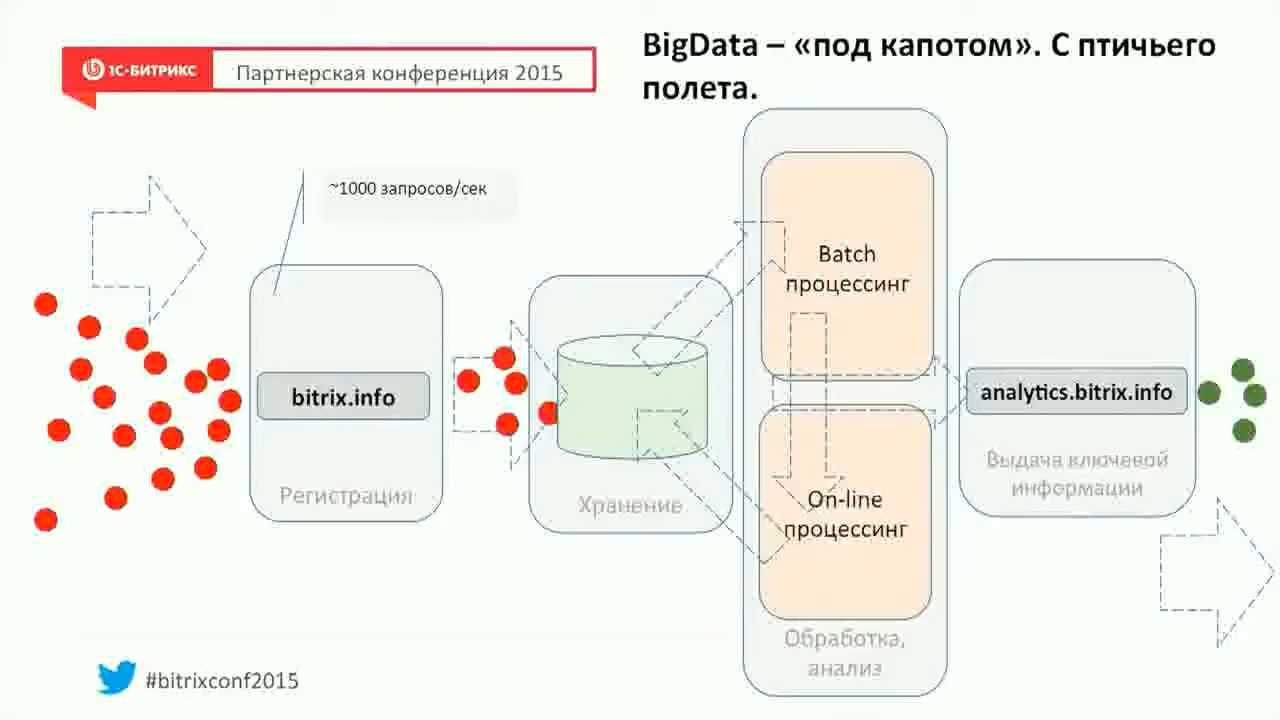 BigData – «под капотом». С птичьего
полета.
1С-БИТРИКС
Партнерская конференция 2015
~1000 запросов/сек
bitrix.info
Регистрация
Хранение
Batch
процессинг
On-line
процессинг
Обработка,
анализ
analytics.bitrix.info
Выдача ключевой
информации
#bitrixconf2015